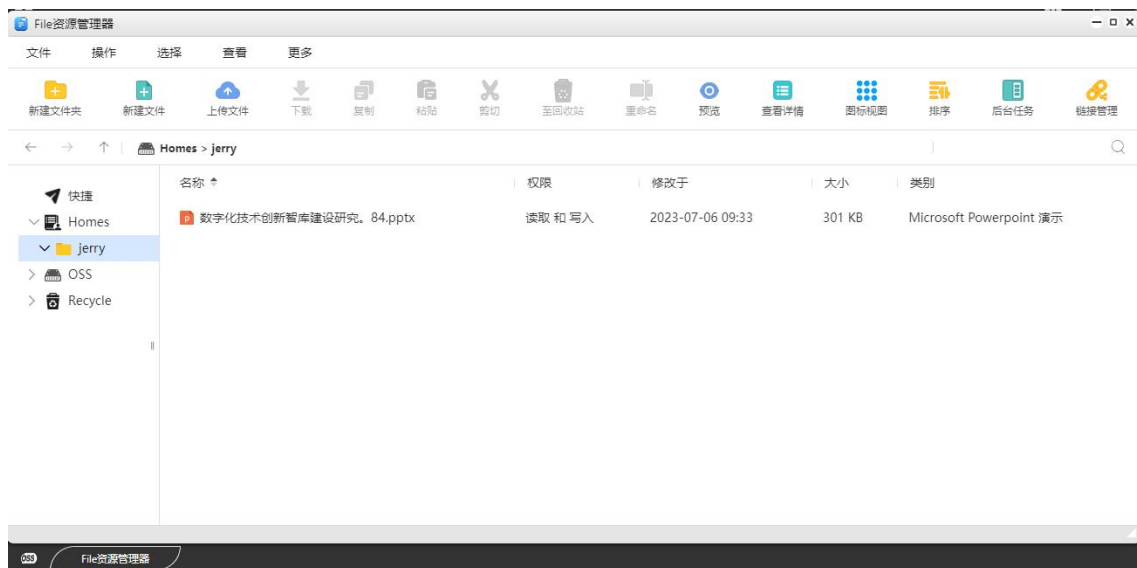 File资源管理器
文件 操作 选择 查看 更多
新建文件夹 新建文件 上传文件 下载 复制 粘贴 剪切 至回收站 重命名 预览 查看详情 图标视图 排序 后台任务 链接管理
Homes > jerry
快捷
Homes
jerry
OSS
Recycle
名称 权限 修改于 大小 类别
数字化技术创新智库建设研究。84.pptx 读取 和 写入 2023-07-06 09:33 301 KB Microsoft Powerpoint 演示
OSS File资源管理器